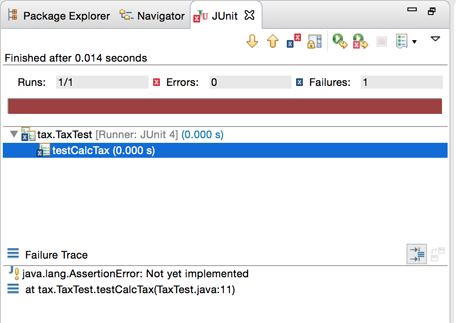 Package Explorer Navigator JUnit
Finished after 0.014 seconds
Runs: 1/1 Errors: 0 Failures: 1
tax.TaxTest [Runner: JUnit 4] (0.000 s)
testCalcTax (0.000 s)
Failure Trace
java.lang.AssertionError: Not yet implemented
at tax.TaxTest.testCalcTax(TaxTest.java:11)